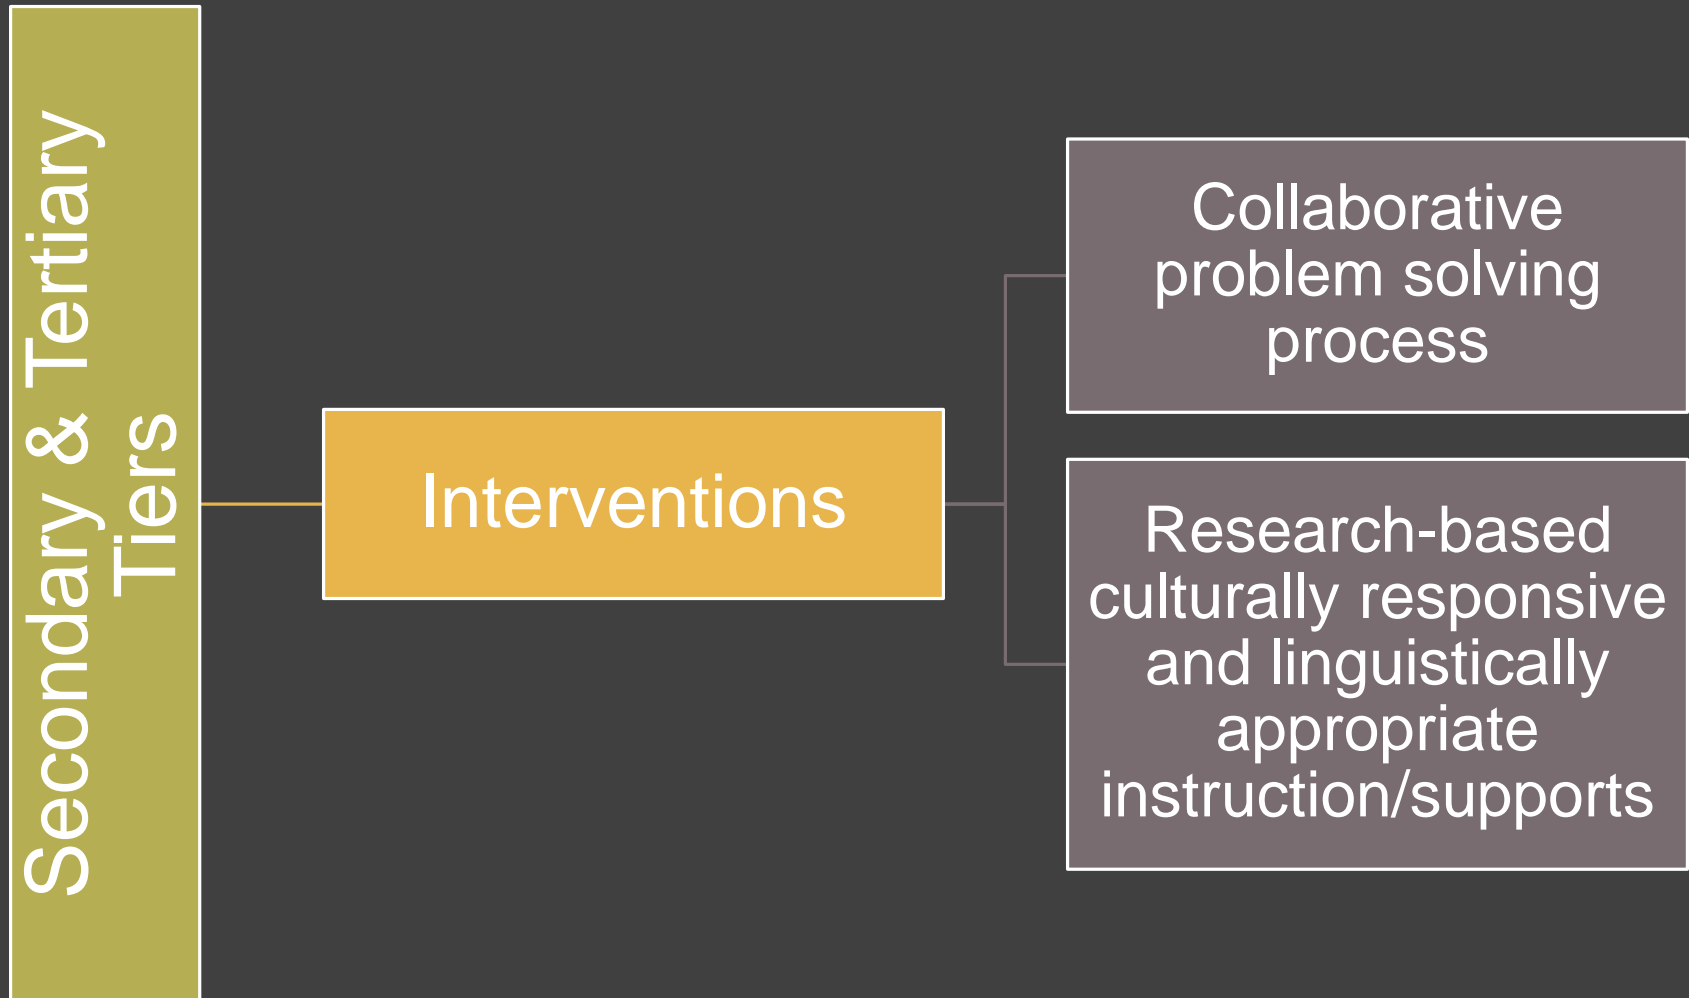 Secondary & Tertiary
Tiers
Interventions
Collaborative
problem solving
process
Research-based
culturally responsive
and linguistically
appropriate
instruction/supports